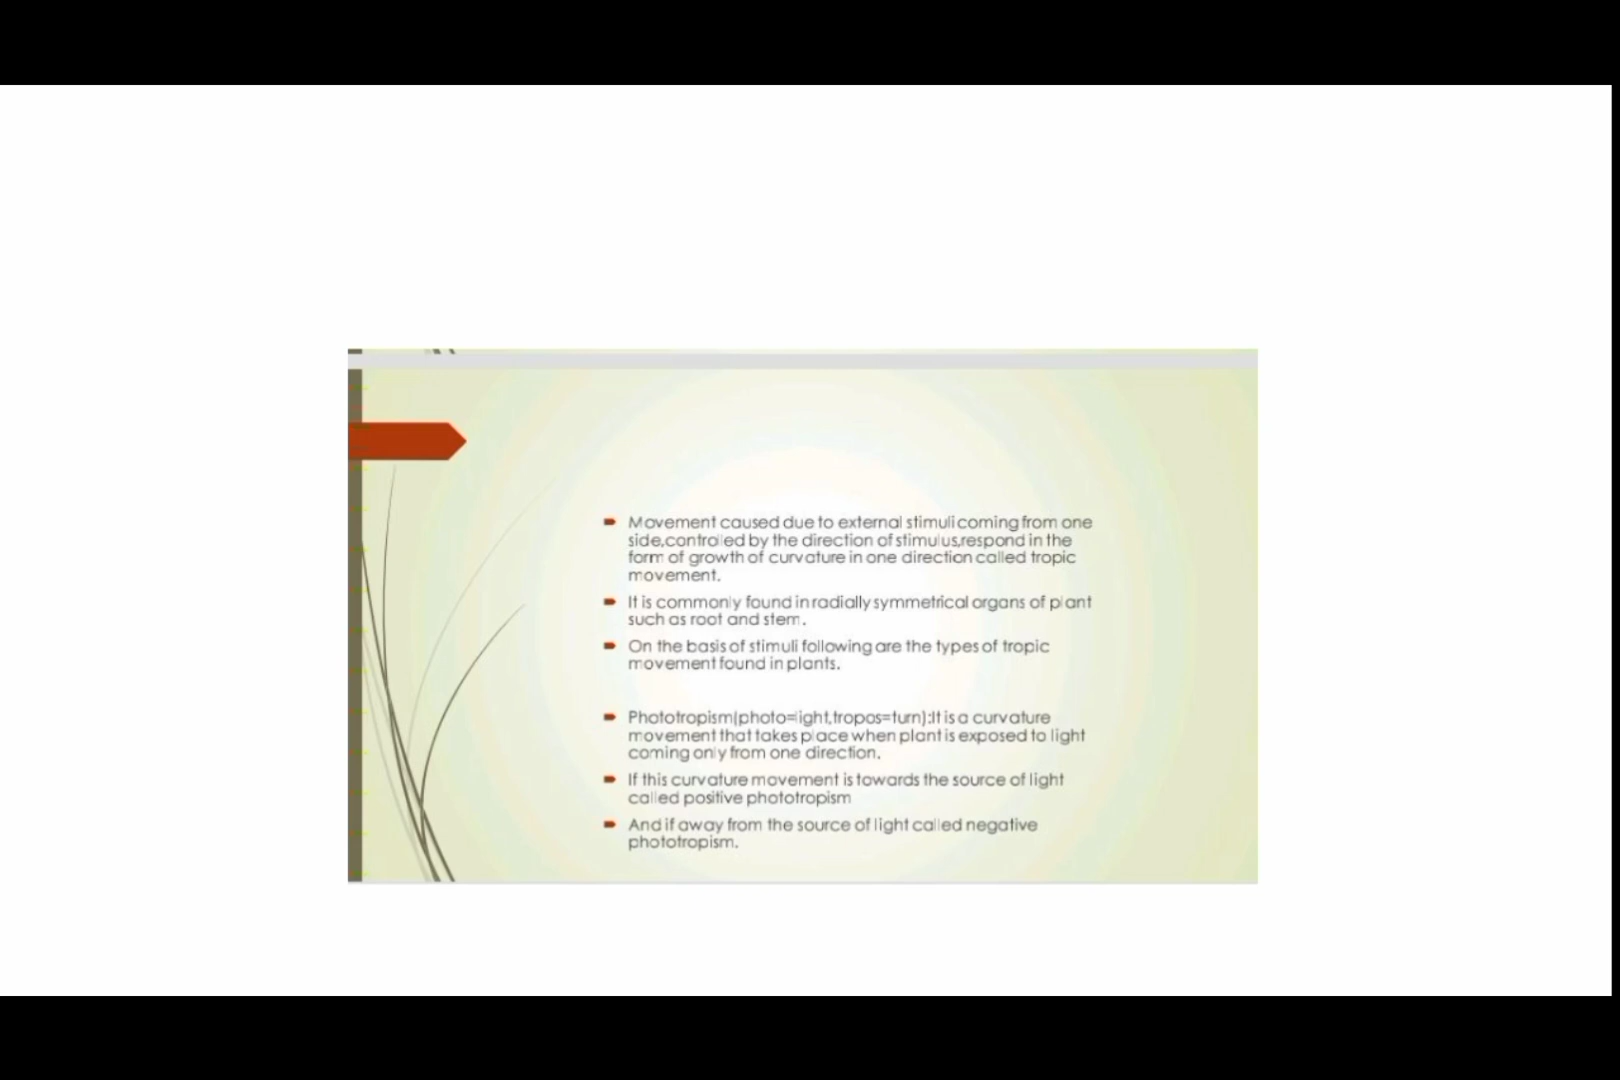 Movement caused due to external stimuli coming from one
side,controlled by the direction of stimulus,respond in the
form of growth of curvature in one direction called tropic
movement.
It is commonly found in radially symmetrical organs of plant
such as root and stem.
On the basis of stimuli following are the types of tropic
movement found in plants.
Phototropism(photo=light,tropos=turn):It is a curvature
movement that takes place when plant is exposed to light
coming only from one direction.
If this curvature movement is towards the source of light
called positive phototropism
And if away from the source of light called negative
phototropism.